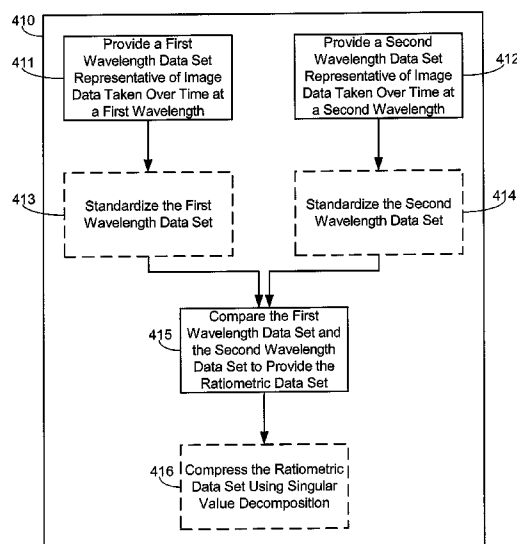 410
411
Provide a First
Wavelength Data Set
Representative of Image
Data Taken Over Time at
a First Wavelength
Provide a Second
Wavelength Data Set
Representative of Image
Data Taken Over Time at
a Second Wavelength
412
413
Standardize the First
Wavelength Data Set
Standardize the Second
Wavelength Data Set
414
415
Compare the First
Wavelength Data Set and
the Second Wavelength
Data Set to Provide the
Ratiometric Data Set
416
Compress the Ratiometric
Data Set Using Singular
Value Decomposition